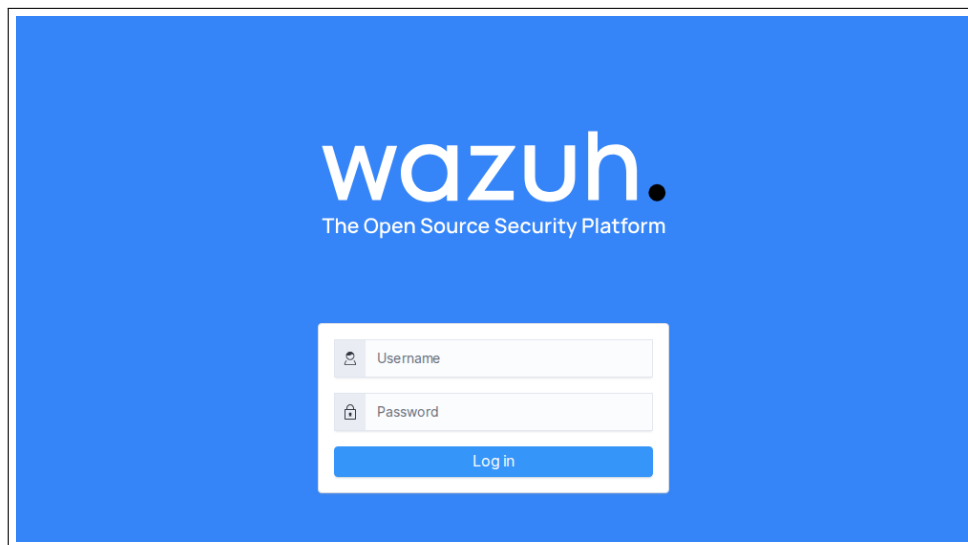 wazuh.
The Open Source Security Platform
Username
Password
Log in